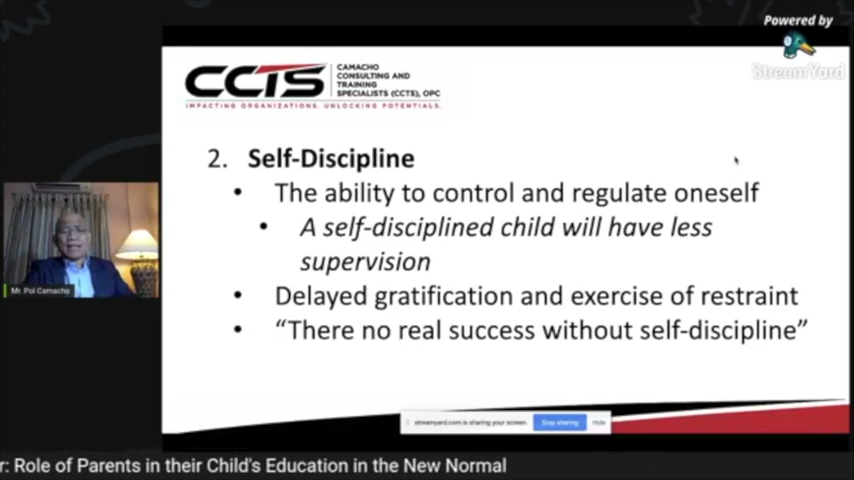 Powered by
StreamYard
CCTS
CAMACHO
CONSULTING AND
TRAINING
SPECIALISTS (CCTS), OPC
IMPACTING ORGANIZATIONS. UNLOCKING POTENTIALS.
2. Self-Discipline
• The ability to control and regulate oneself
• A self-disciplined child will have less
supervision
• Delayed gratification and exercise of restraint
• “There no real success without self-discipline”
Mr. Pol Camacho
streamyard.com is sharing your screen. Stop sharing Hide
r: Role of Parents in their Child's Education in the New Normal